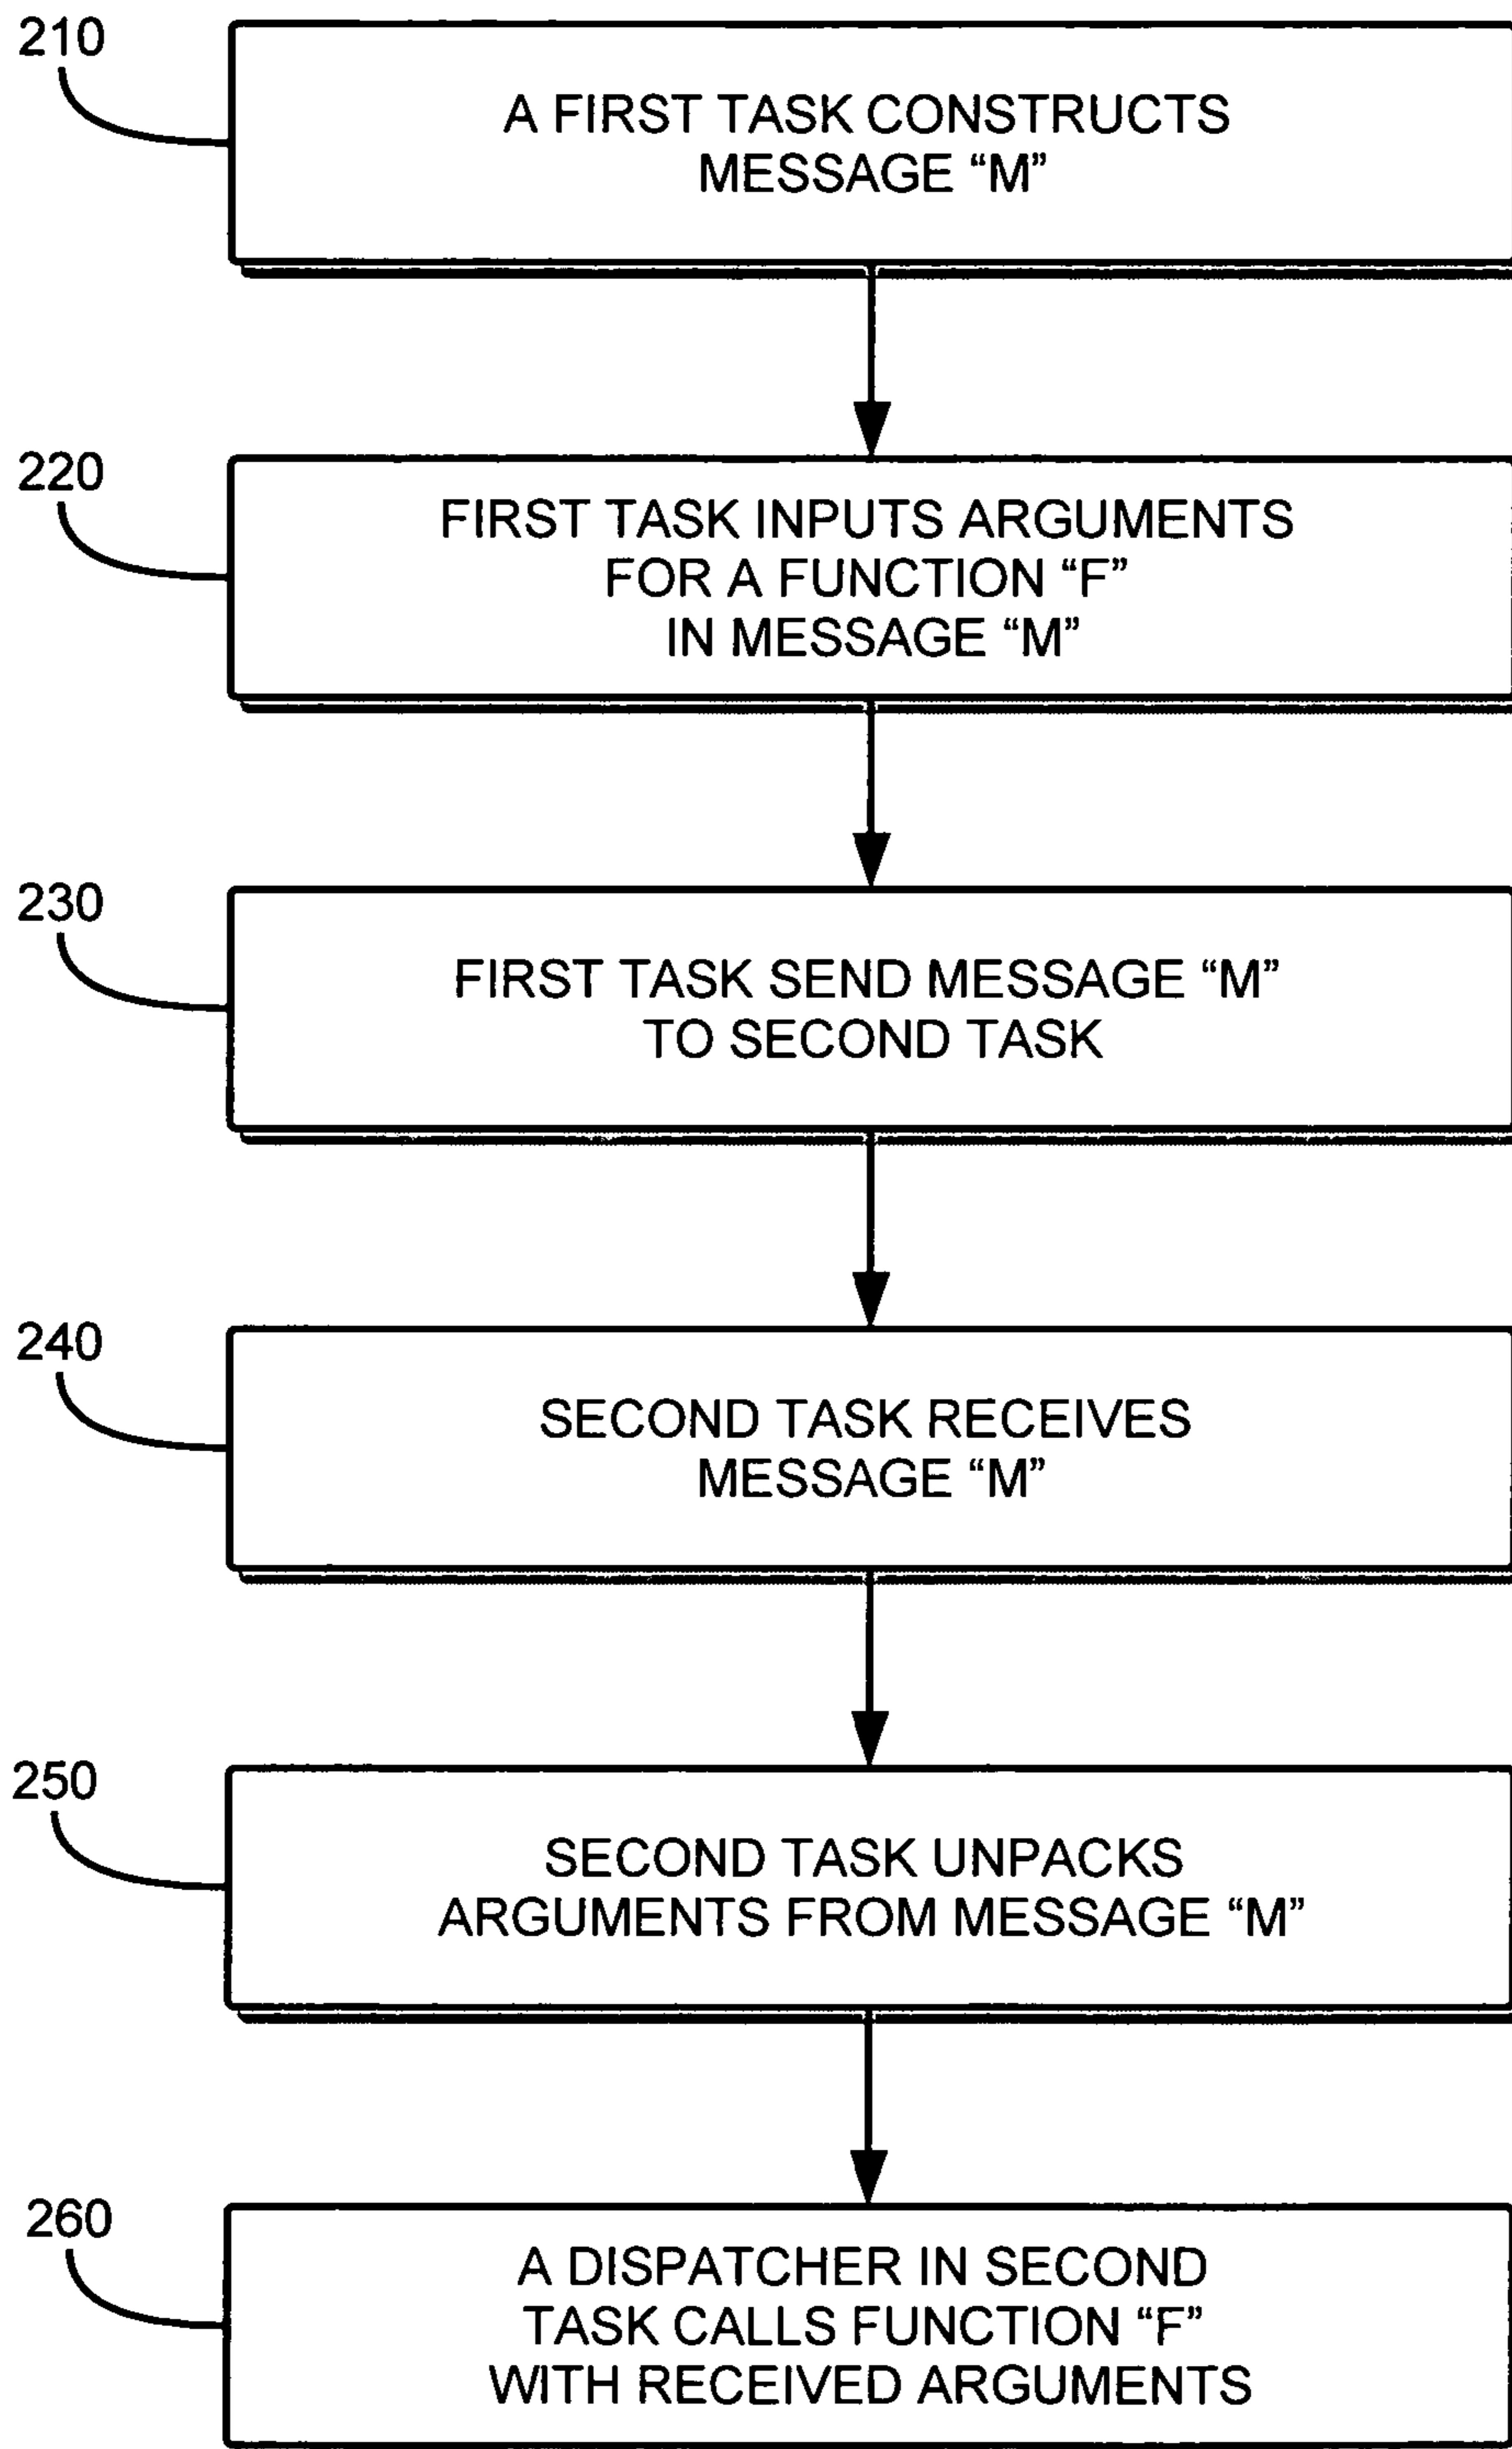 210
A FIRST TASK CONSTRUCTS
MESSAGE “M”
220
FIRST TASK INPUTS ARGUMENTS
FOR A FUNCTION “F”
IN MESSAGE “M”
230
FIRST TASK SEND MESSAGE “M”
TO SECOND TASK
240
SECOND TASK RECEIVES
MESSAGE “M”
250
SECOND TASK UNPACKS
ARGUMENTS FROM MESSAGE “M”
260
A DISPATCHER IN SECOND
TASK CALLS FUNCTION “F”
WITH RECEIVED ARGUMENTS